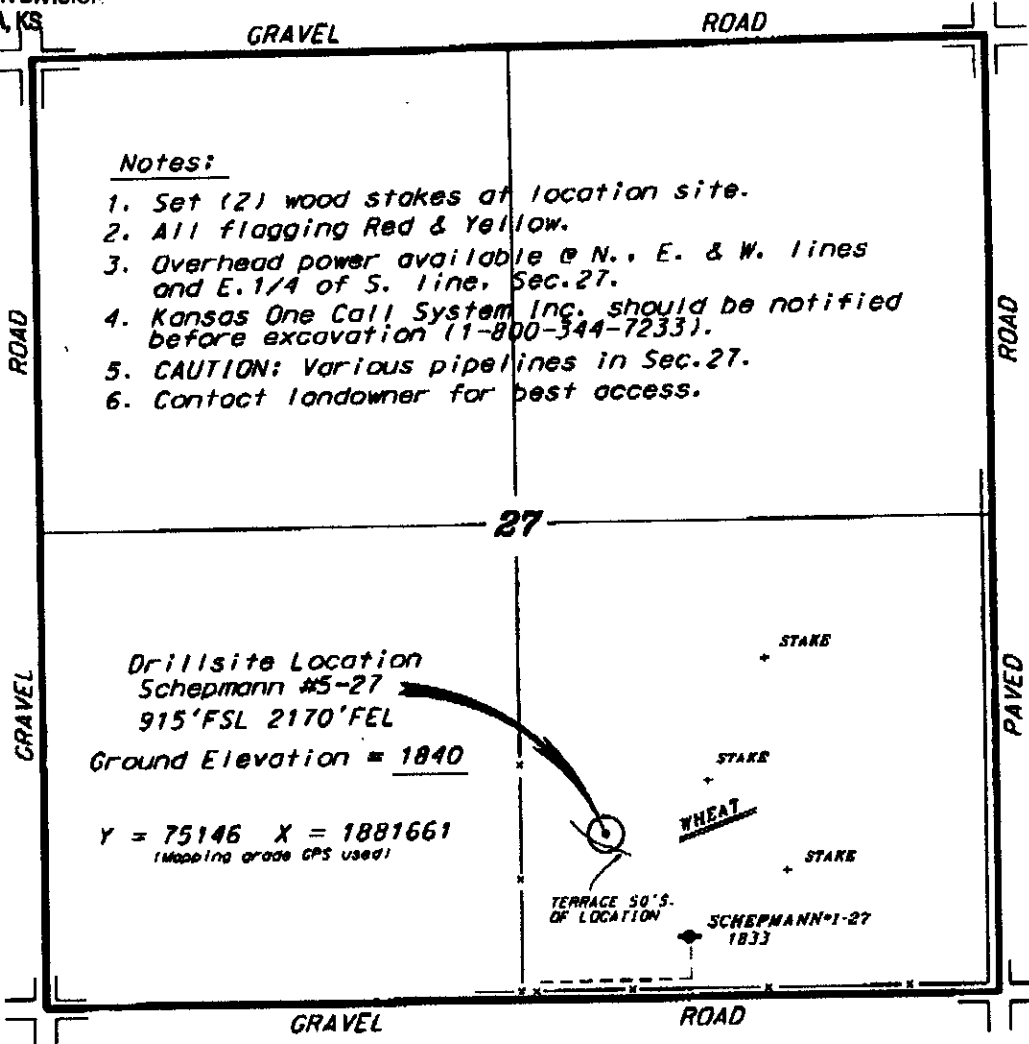 A, KS
GRAVEL ROAD
Notes:
1. Set (2) wood stakes at location site.
2. All flagging Red & Yellow.
3. Overhead power available @ N., E. & W. lines
and E.1/4 of S. line, Sec.27.
4. Kansas One Call System Inc. should be notified
before excavation (1-800-344-7233).
5. CAUTION: Various pipelines in Sec.27.
6. Contact landowner for best access.
ROAD
ROAD
27
Drillsite Location
Schepmann #5-27
915'FSL 2170'FEL
Ground Elevation = 1840
Y = 75146 X = 1881661
(Mapping grade GPS used)
GRAVEL
PAVED
STAKE
STAKE
WHEAT
STAKE
TERRACE 50'S.
OF LOCATION
SCHEPMANN#1-27
1833
GRAVEL ROAD